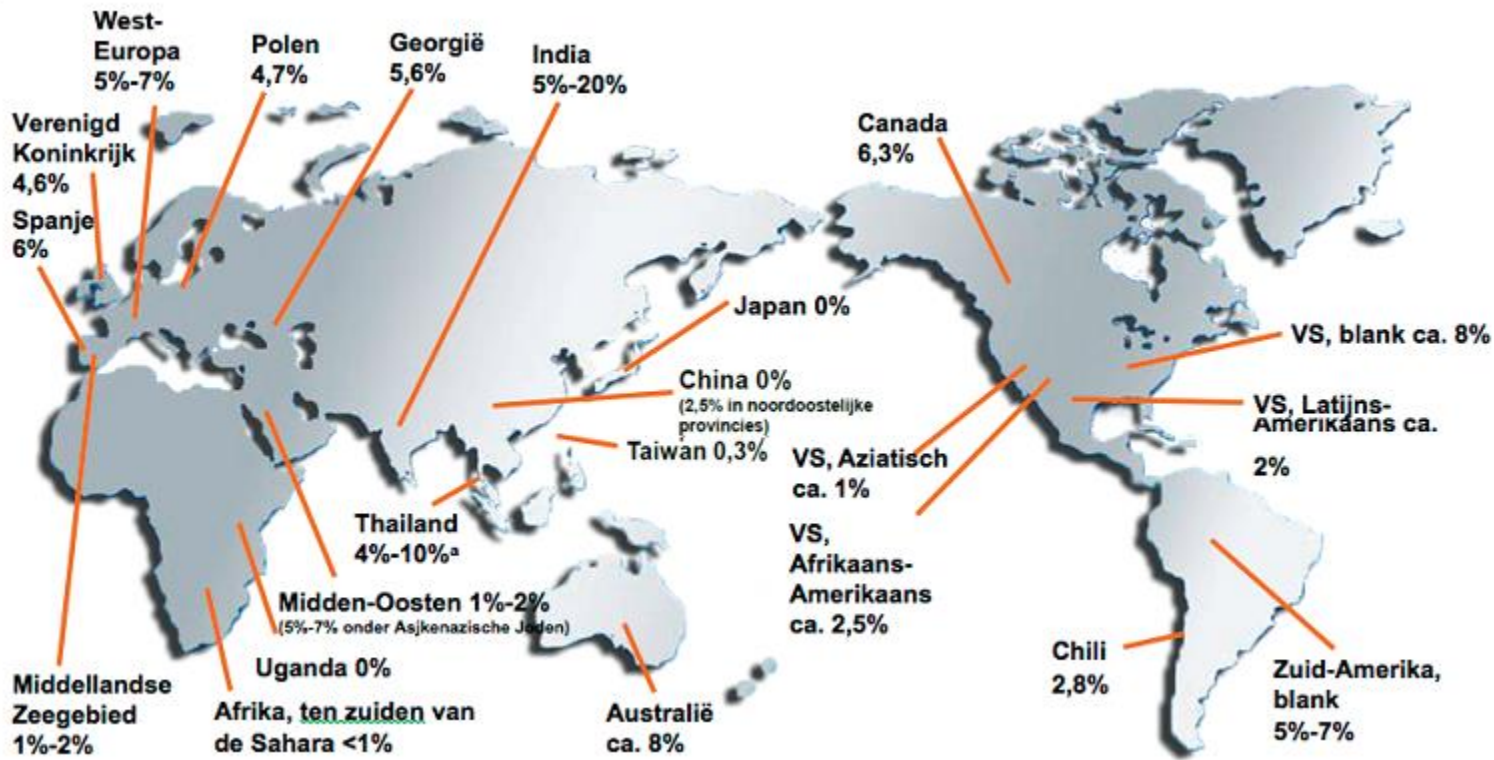 West-
Europa
5%-7%
Polen
4,7%
Georgië
5,6%
India
5%-20%
Verenigd
Koninkrijk
4,6%
Spanje
6%
Canada
6,3%
Japan 0%
China 0%
(2,5% in noordoostelijke
provincies)
Taiwan 0,3%
VS, blank ca. 8%
VS, Latijns-
Amerikaans ca.
2%
VS, Aziatisch
ca. 1%
VS,
Afrikaans-
Amerikaans
ca. 2,5%
Thailand
4%-10%ª
Midden-Oosten 1%-2%
(5%-7% onder Asjkenazische Joden)
Uganda 0%
Middellandse
Zeegebied
1%-2%
Afrika, ten zuiden van
de Sahara <1%
Australië
ca. 8%
Chili
2,8%
Zuid-Amerika,
blank
5%-7%